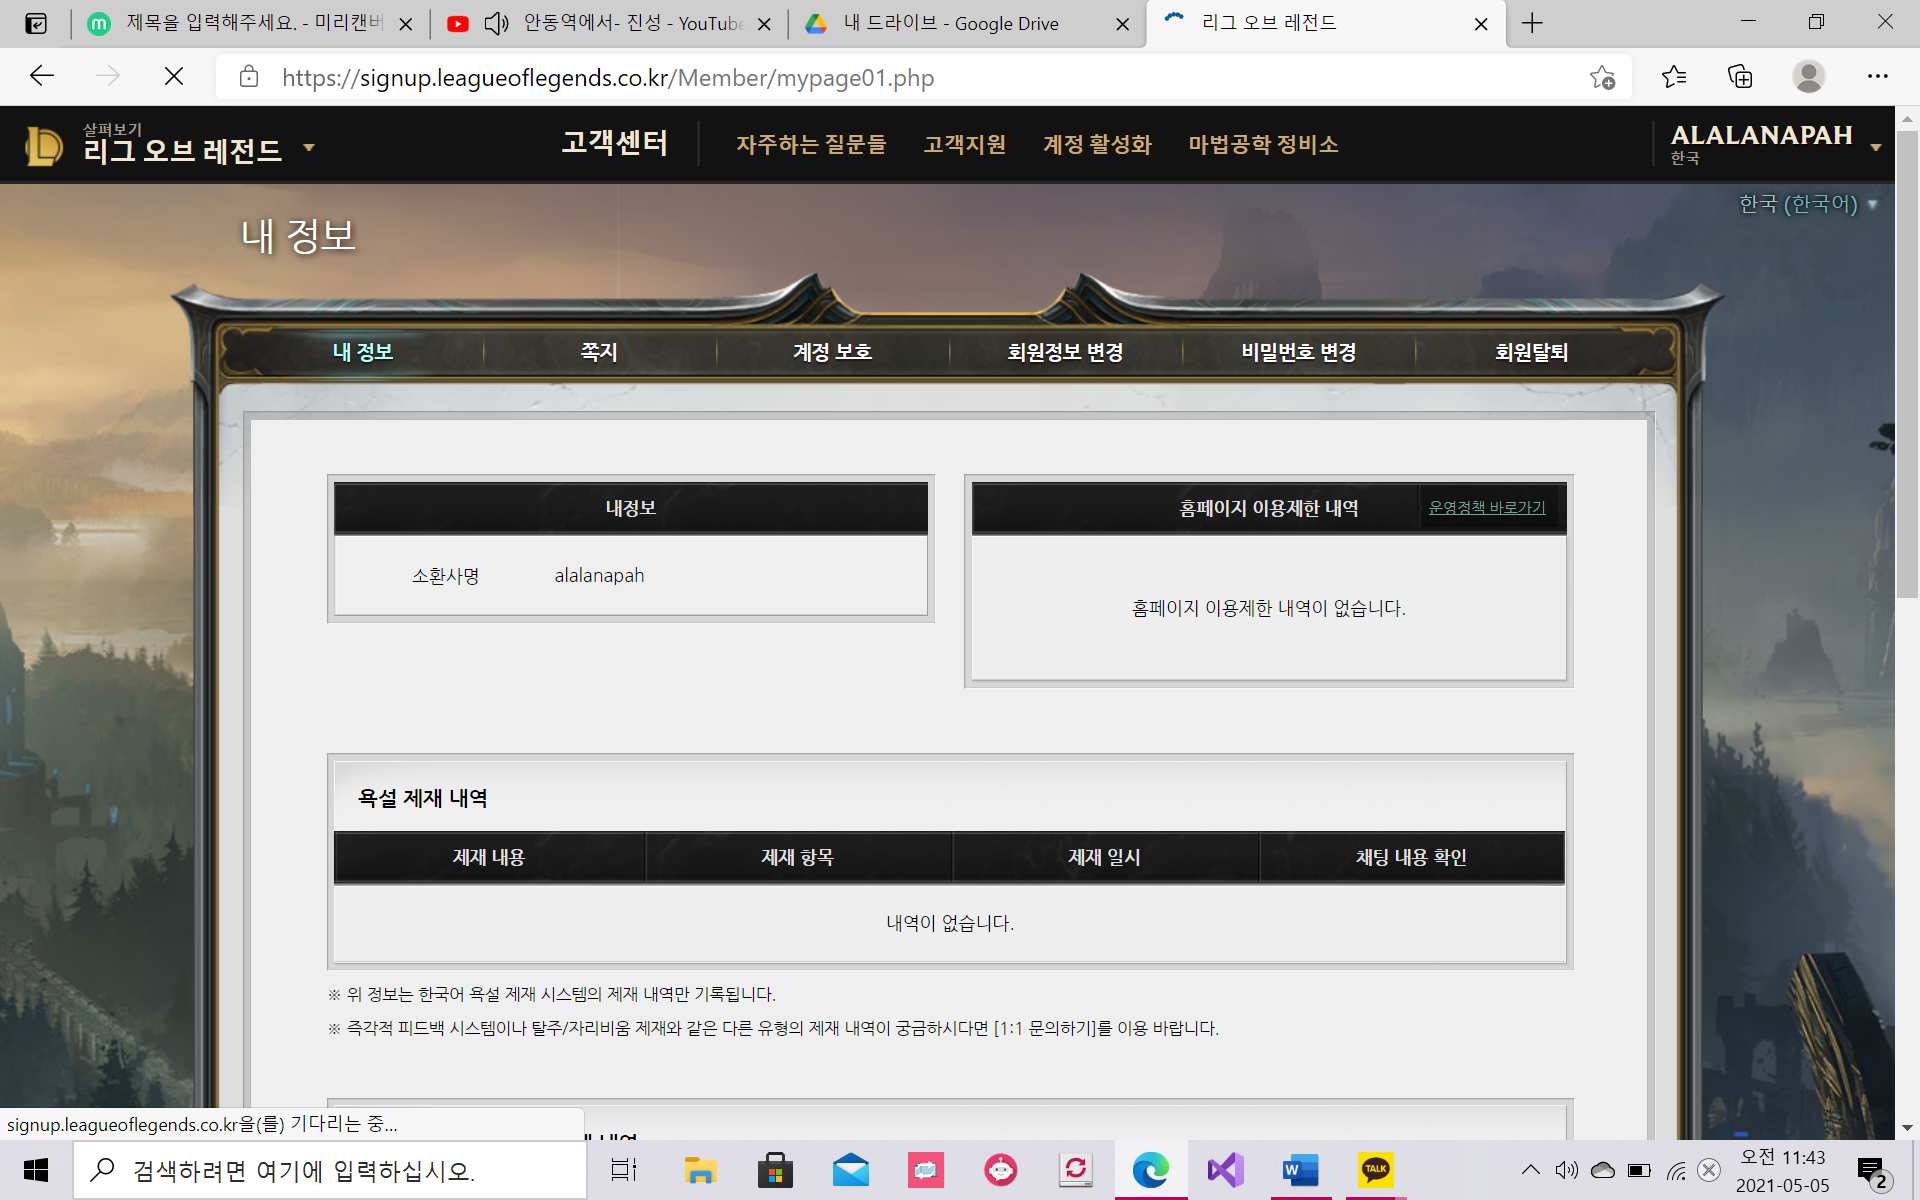 제목을 입력해주세요. - 미리캔버
안동역에서- 진성 - YouTube
내 드라이브 - Google Drive
리그 오브 레전드
https://signup.leagueoflegends.co.kr/Member/mypage01.php
살펴보기
리그 오브 레전드
고객센터
자주하는 질문들
고객지원
계정 활성화
마법공학 정비소
ALALANAPAH
한국
한국 (한국어)
내 정보
내 정보
쪽지
계정 보호
회원정보 변경
비밀번호 변경
회원탈퇴
내정보
소환사명 alalanapah
홈페이지 이용제한 내역
운영정책 바로가기
홈페이지 이용제한 내역이 없습니다.
욕설 제재 내역
제재 내용
제재 항목
제재 일시
채팅 내용 확인
내역이 없습니다.
※ 위 정보는 한국어 욕설 제재 시스템의 제재 내역만 기록됩니다.
※ 즉각적 피드백 시스템이나 탈주/자리비움 제재와 같은 다른 유형의 제재 내역이 궁금하시다면 [1:1 문의하기]를 이용 바랍니다.
signup.leagueoflegends.co.kr을(를) 기다리는 중...
내역
검색하려면 여기에 입력하십시오.
TALK
오전 11:43
2021-05-05
2